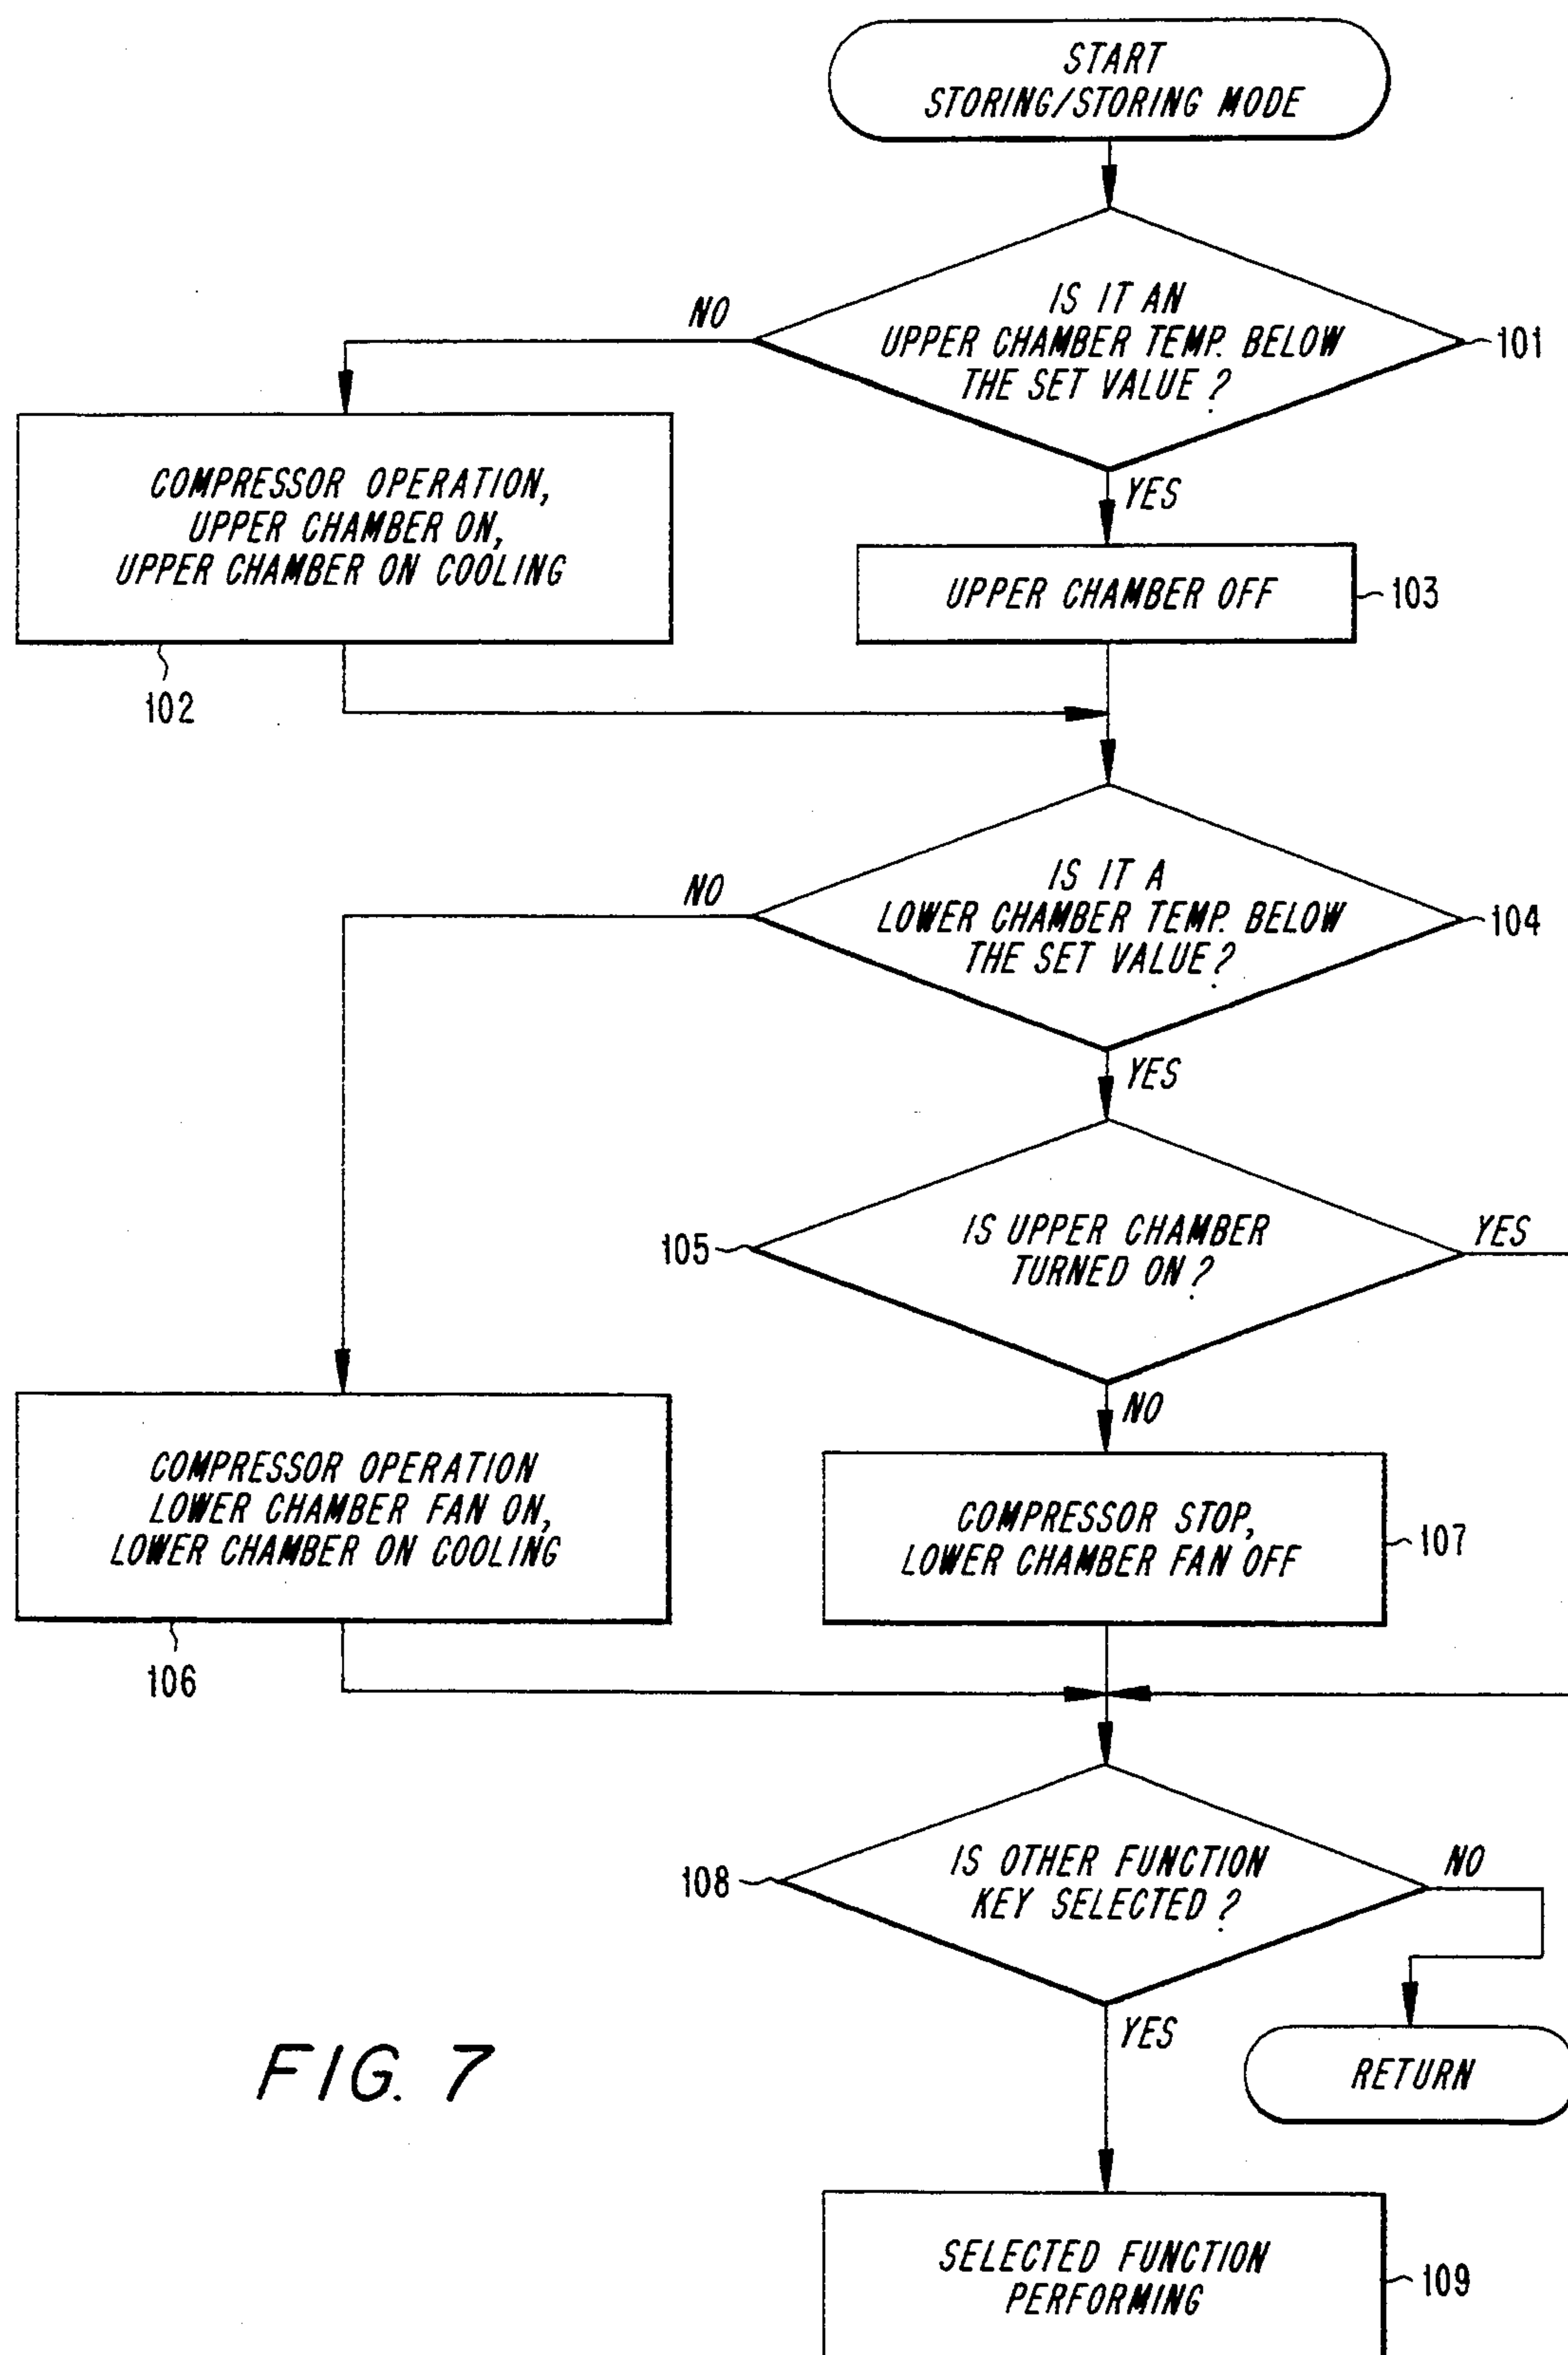 START
STORING/STORING MODE
IS IT AN
UPPER CHAMBER TEMP. BELOW
THE SET VALUE?
101
NO
YES
COMPRESSOR OPERATION,
UPPER CHAMBER ON,
UPPER CHAMBER ON COOLING
102
UPPER CHAMBER OFF
103
IS IT A
LOWER CHAMBER TEMP. BELOW
THE SET VALUE?
104
NO
YES
IS UPPER CHAMBER
TURNED ON?
105
YES
NO
COMPRESSOR OPERATION
LOWER CHAMBER FAN ON,
LOWER CHAMBER ON COOLING
106
COMPRESSOR STOP,
LOWER CHAMBER FAN OFF
107
IS OTHER FUNCTION
KEY SELECTED?
108
NO
YES
RETURN
FIG. 7
SELECTED FUNCTION
PERFORMING
109